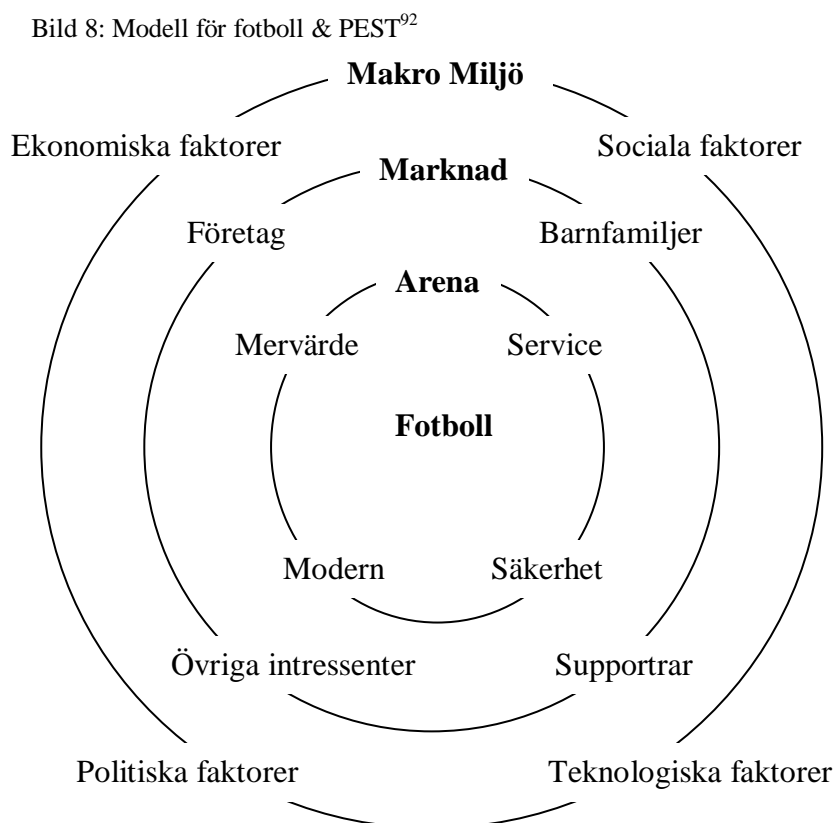 Bild 8: Modell för fotboll & PEST92
Makro Miljö
Ekonomiska faktorer Sociala faktorer
Marknad
Företag Barnfamiljer
Arena
Mervärde Service
Fotboll
Modern Säkerhet
Övriga intressenter Supportrar
Politiska faktorer Teknologiska faktorer